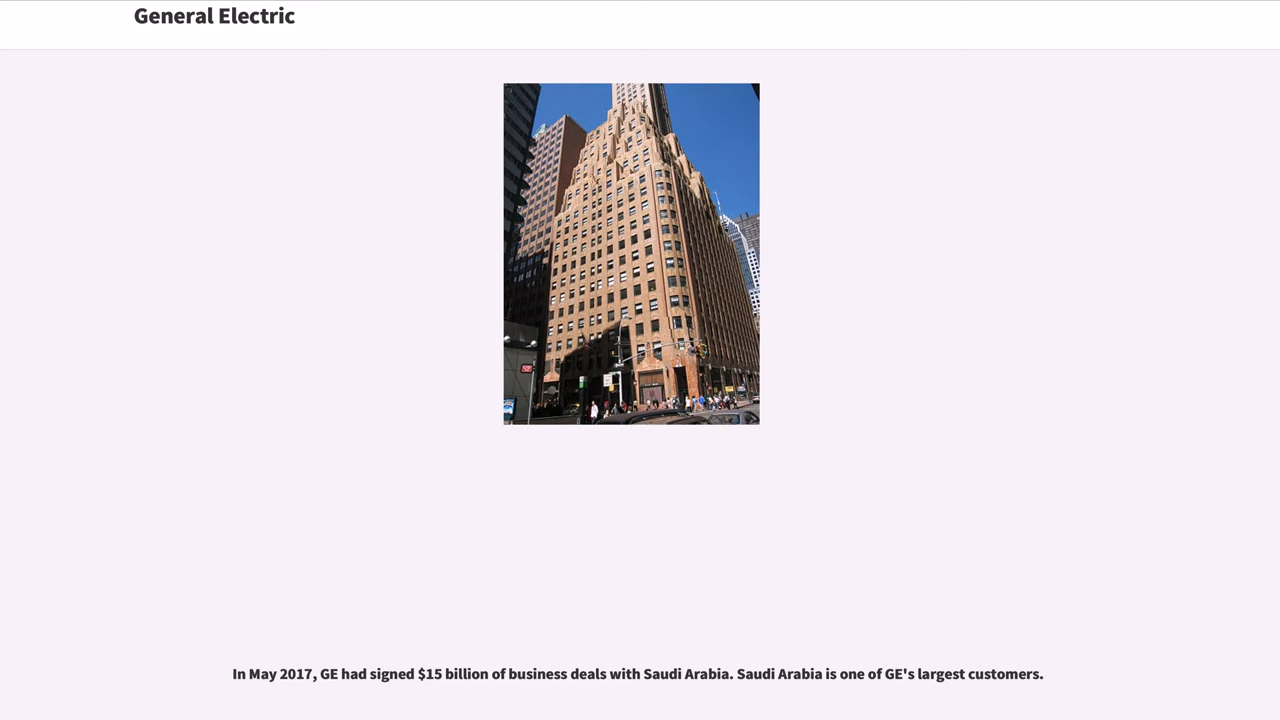 General Electric
In May 2017, GE had signed $15 billion of business deals with Saudi Arabia. Saudi Arabia is one of GE's largest customers.